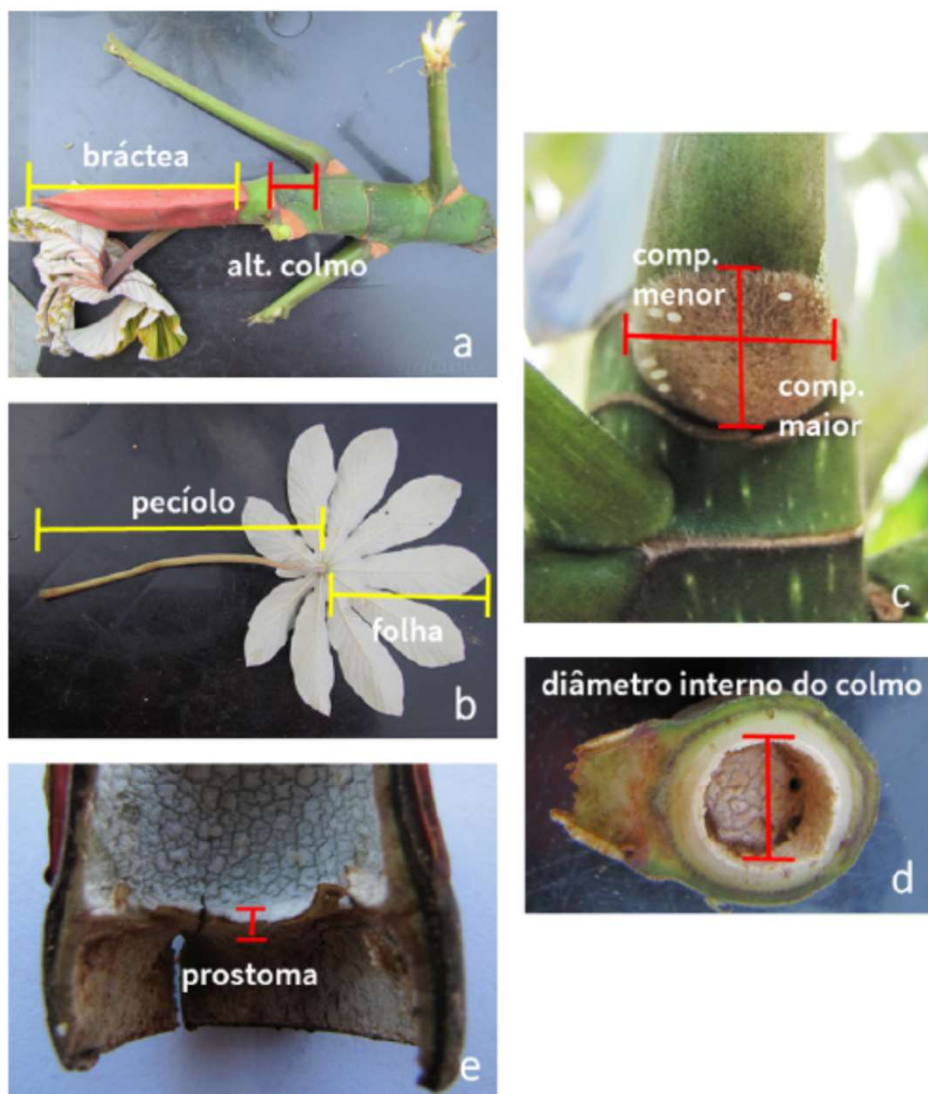 bráctea
alt. colmo
a
pecíolo
folha
b
comp.
menor
comp.
maior
c
diâmetro interno do colmo
d
prostoma
e